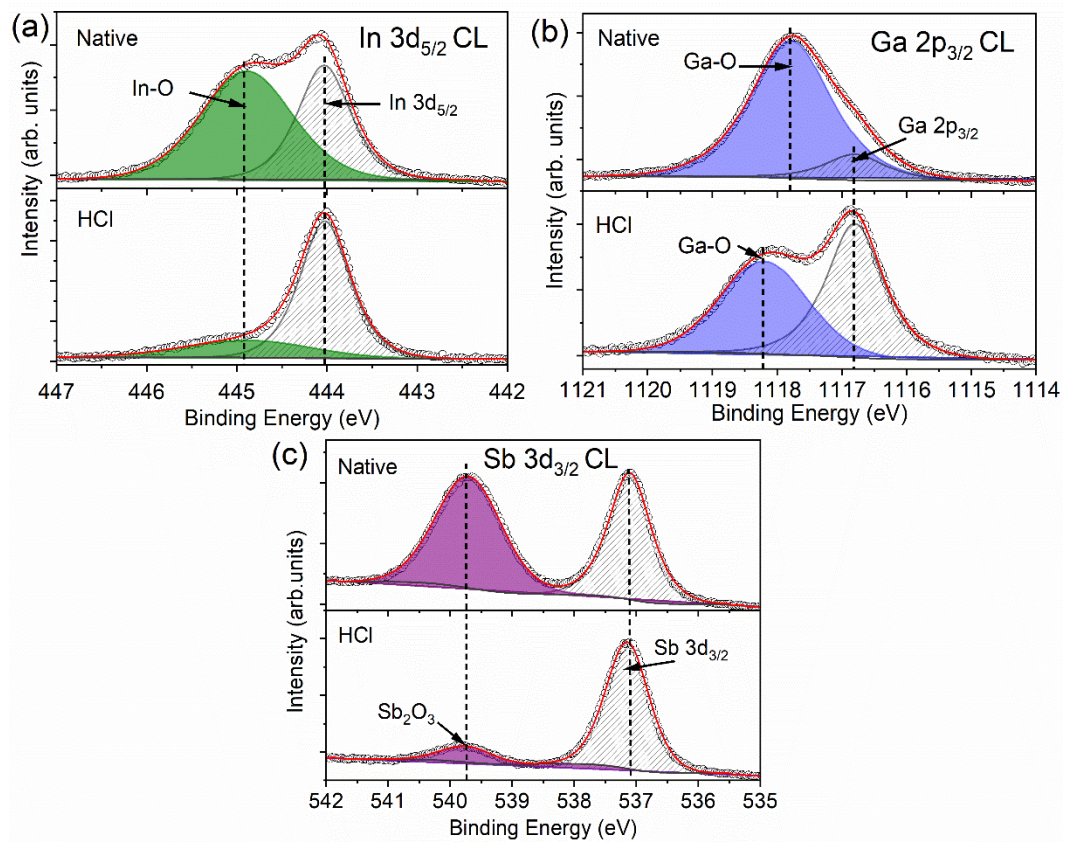 (a)
Native
In 3d5/2 CL
In-O
In 3d5/2
HCl
Intensity (arb. units)
447 446 445 444 443 442
Binding Energy (eV)
(b)
Native
Ga 2p3/2 CL
Ga-O
Ga 2p3/2
HCl
Ga-O
Intensity (arb. units)
1121 1120 1119 1118 1117 1116 1115 1114
Binding Energy (eV)
(c)
Native
Sb 3d3/2 CL
HCl
Sb 3d3/2
Sb2O3
Intensity (arb.units)
542 541 540 539 538 537 536 535
Binding Energy (eV)